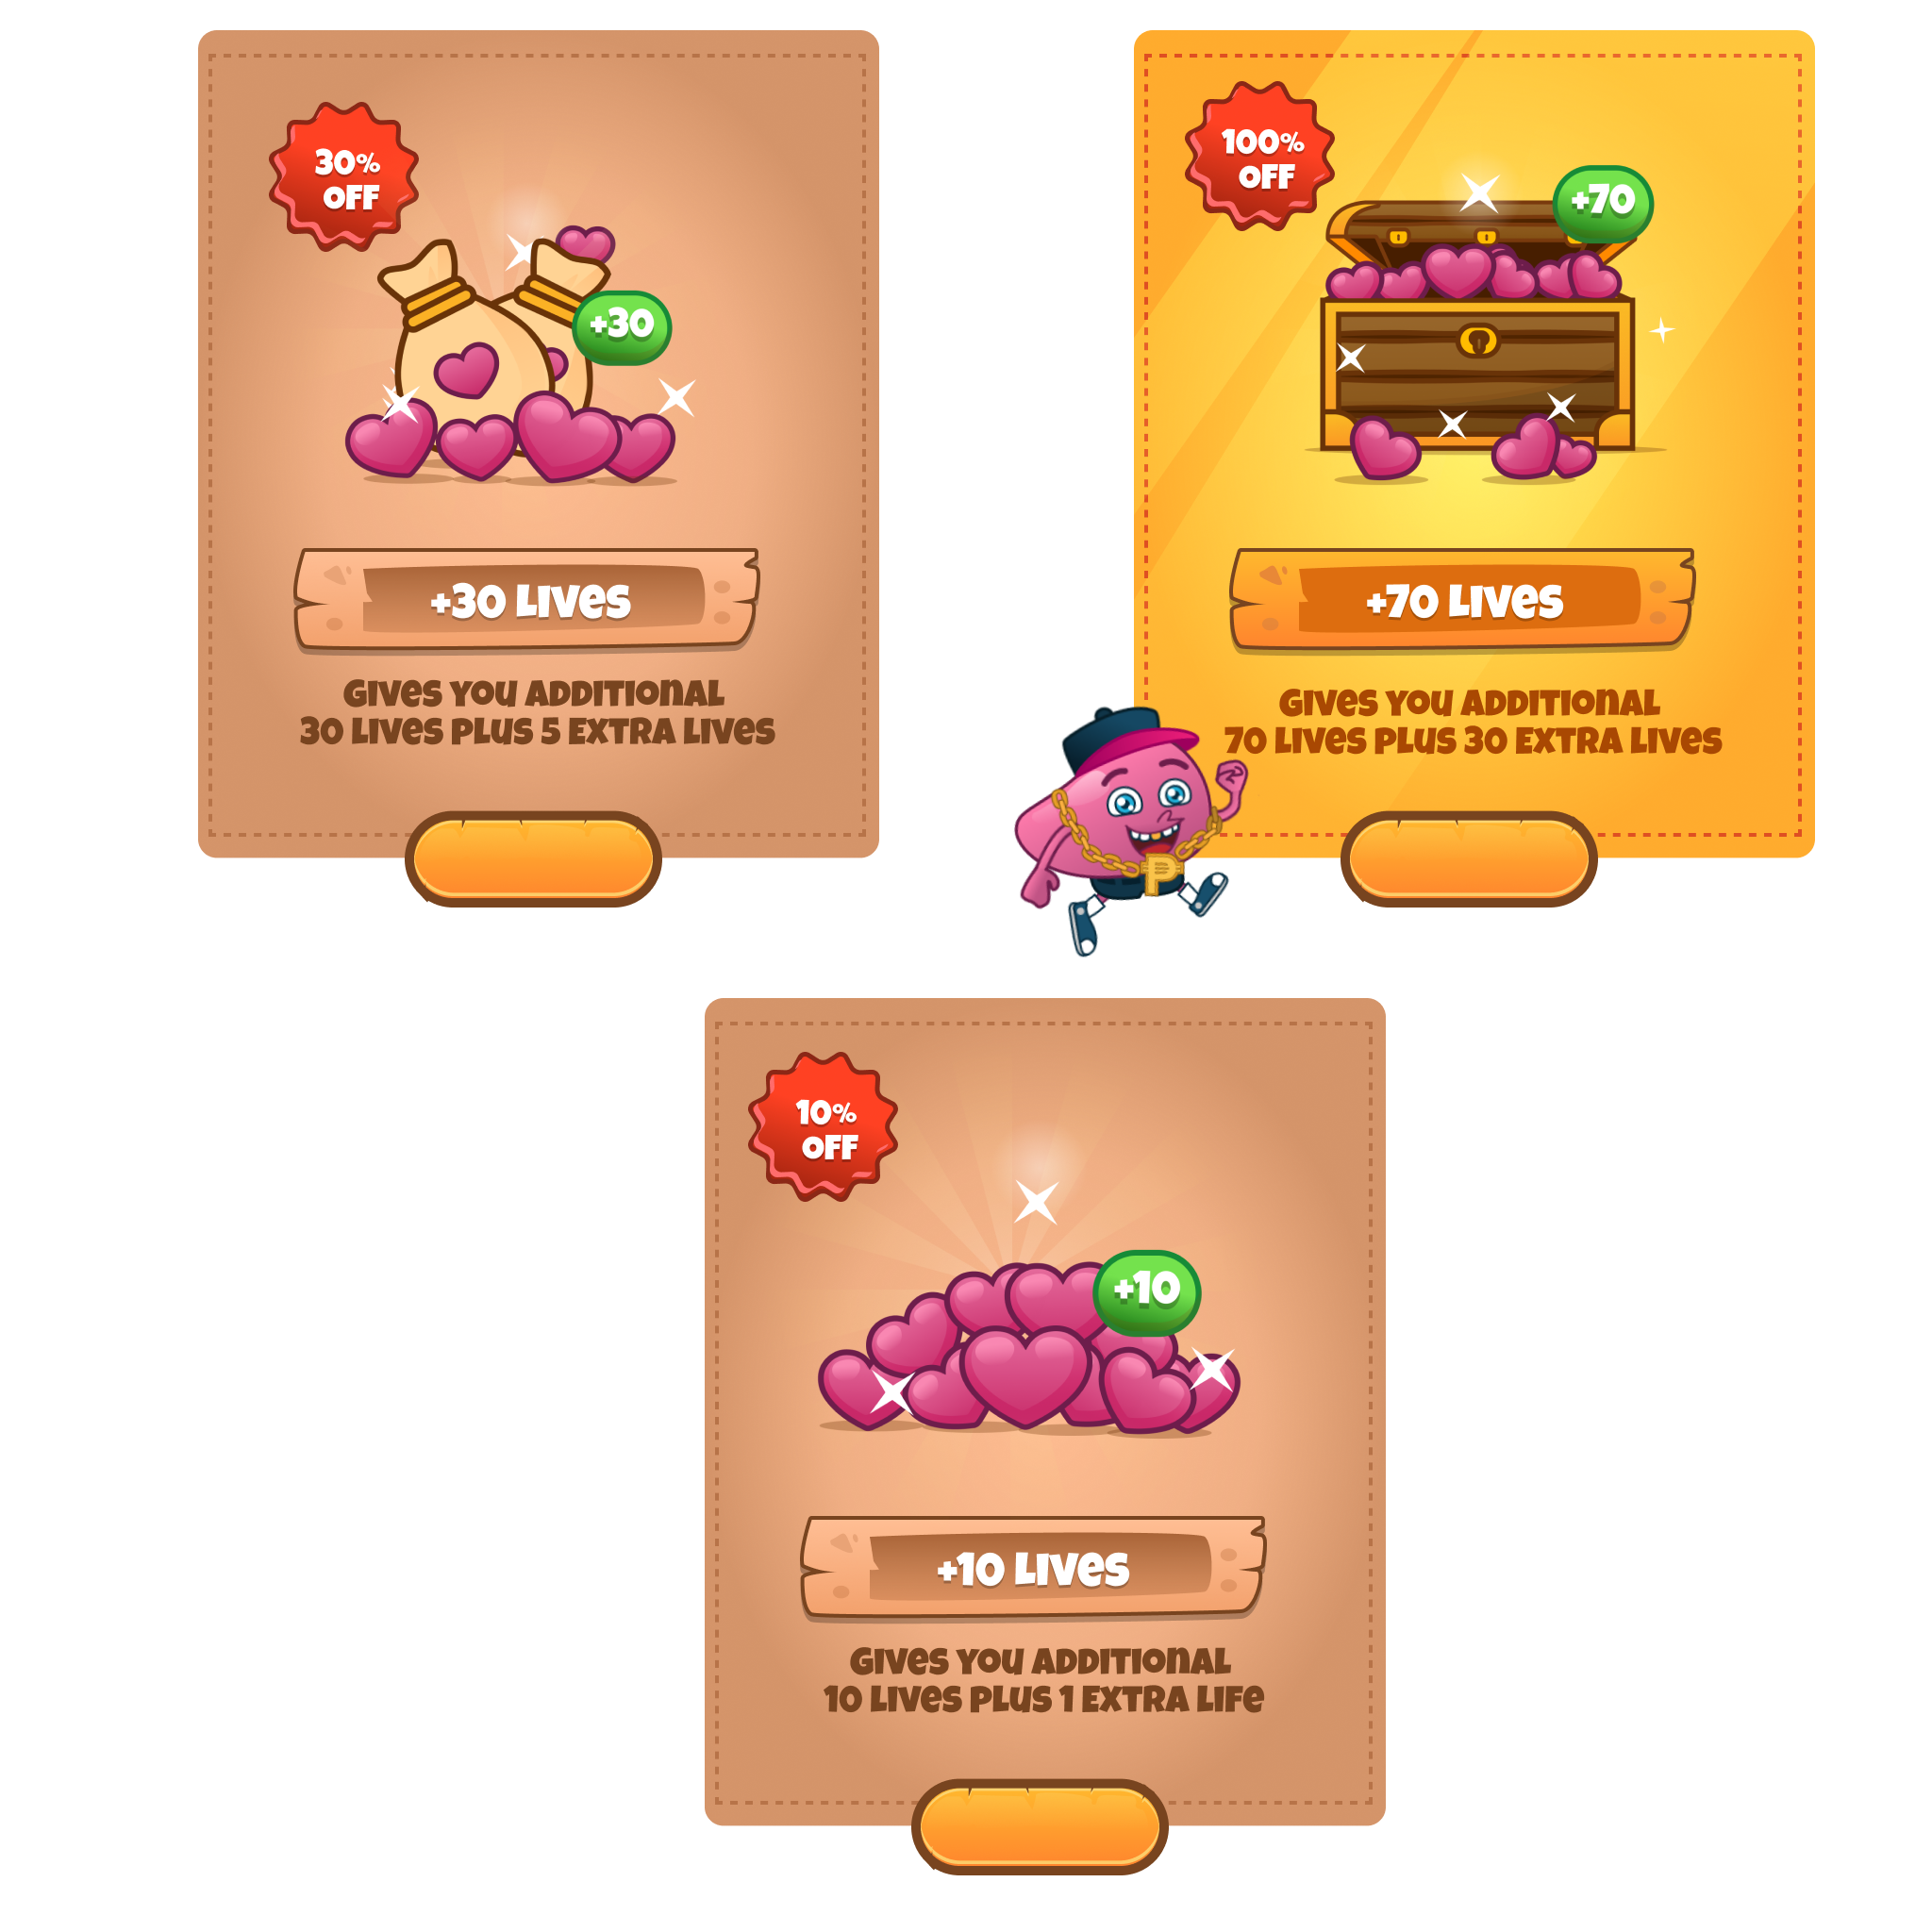 30%
OFF
+30
+30 LIVES
GIVES YOU ADDITIONAL
30 LIVES PLUS 5 EXTRA LIVES
100%
OFF
+70
+70 LIVES
GIVES YOU ADDITIONAL
70 LIVES PLUS 30 EXTRA LIVES
P
10%
OFF
+10
+10 LIVES
GIVES YOU ADDITIONAL
10 LIVES PLUS 1 EXTRA LIFE